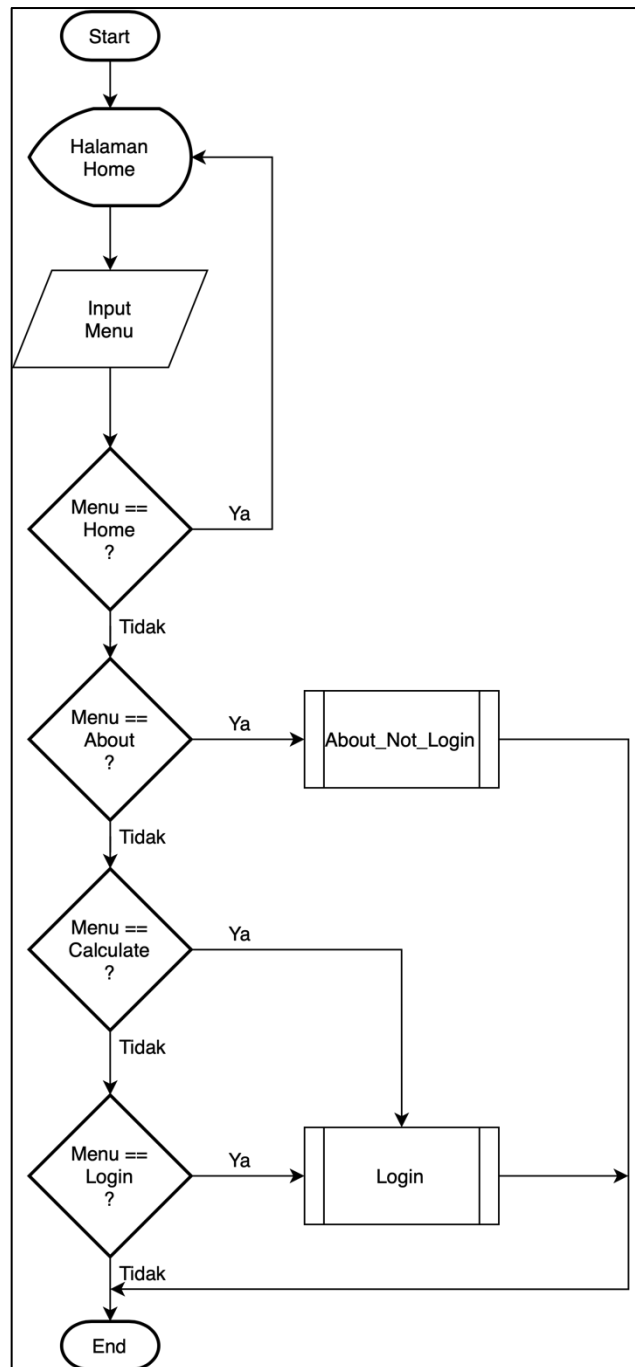 Start
Halaman
Home
Input
Menu
Menu ==
Home
?
Ya
Tidak
Menu ==
About
?
Ya
About_Not_Login
Tidak
Menu ==
Calculate
?
Ya
Tidak
Menu ==
Login
?
Ya
Login
Tidak
End